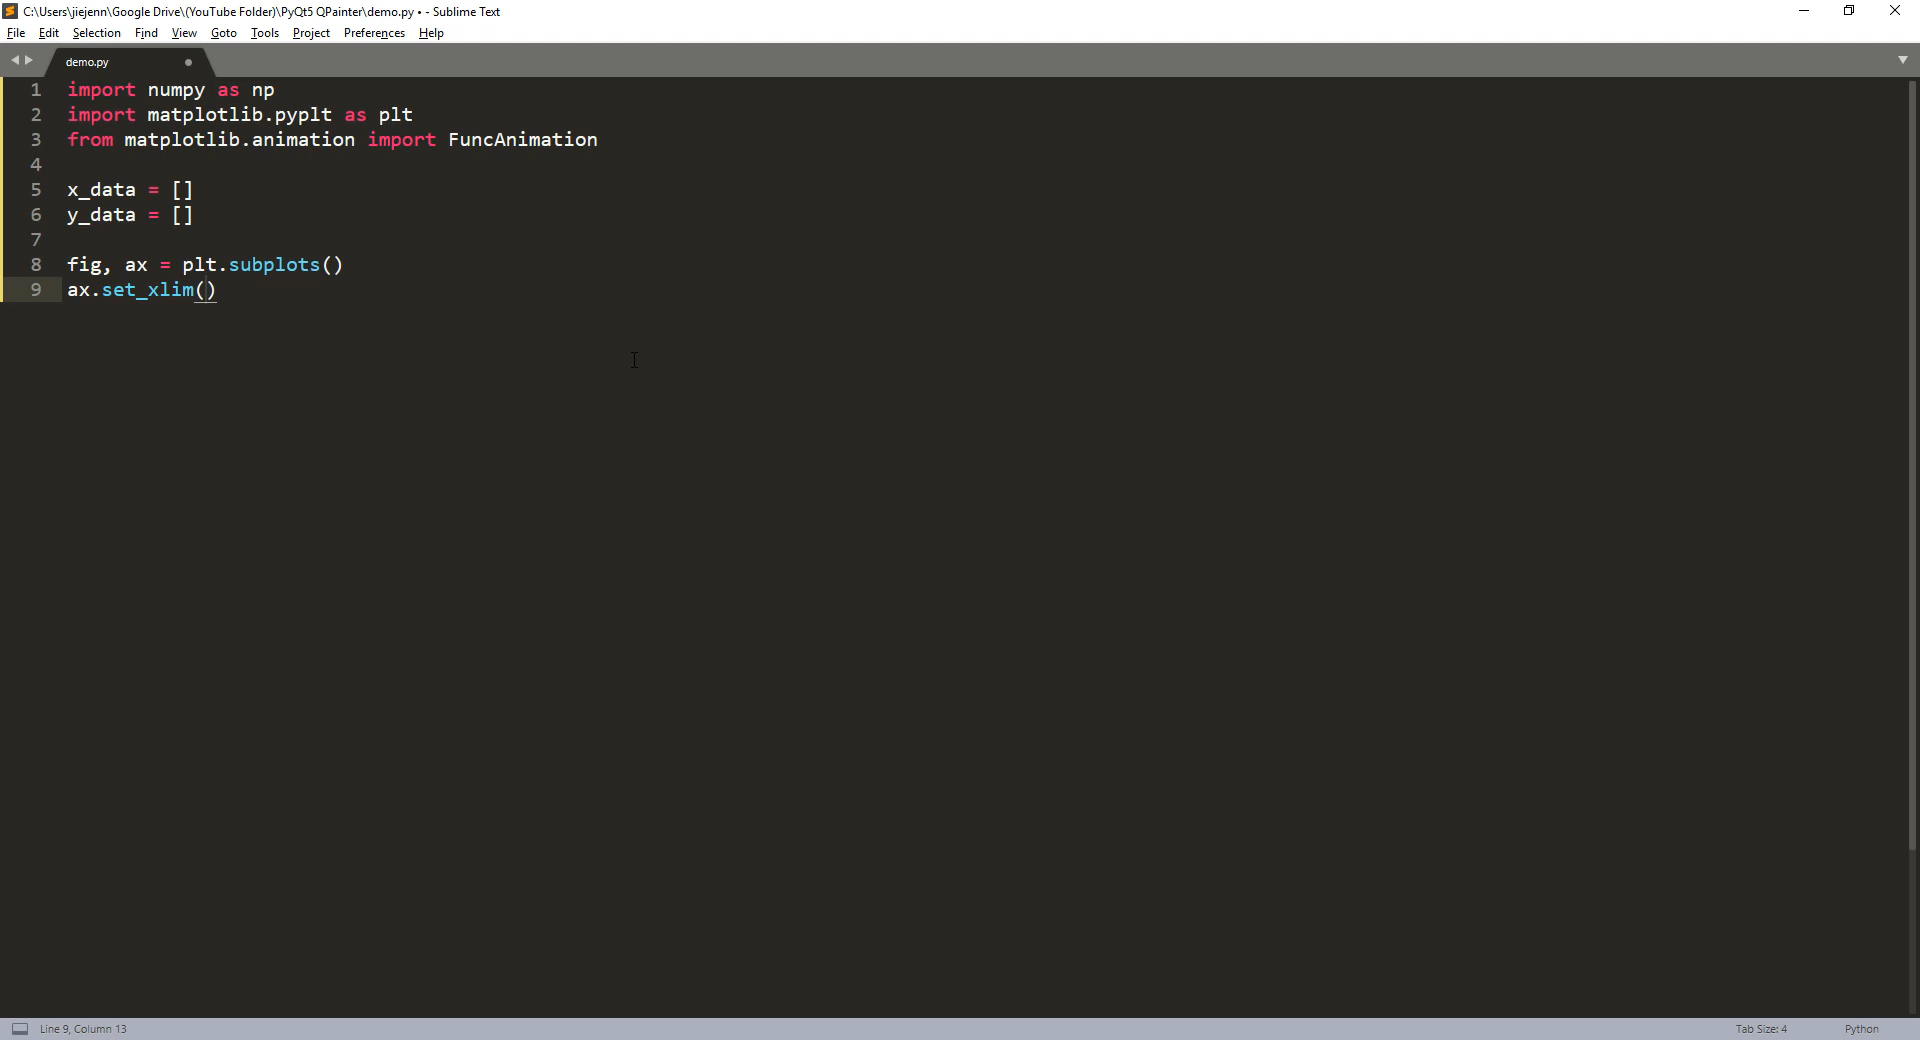 C:\Users\jiejenn\Google Drive\(YouTube Folder)\PyQt5 QPainter\demo.py • - Sublime Text
File Edit Selection Find View Goto Tools Project Preferences Help
demo.py
1 import numpy as np
2 import matplotlib.pyplt as plt
3 from matplotlib.animation import FuncAnimation
4
5 x_data = []
6 y_data = []
7
8 fig, ax = plt.subplots()
9 ax.set_xlim()
Line 9, Column 13 Tab Size: 4 Python